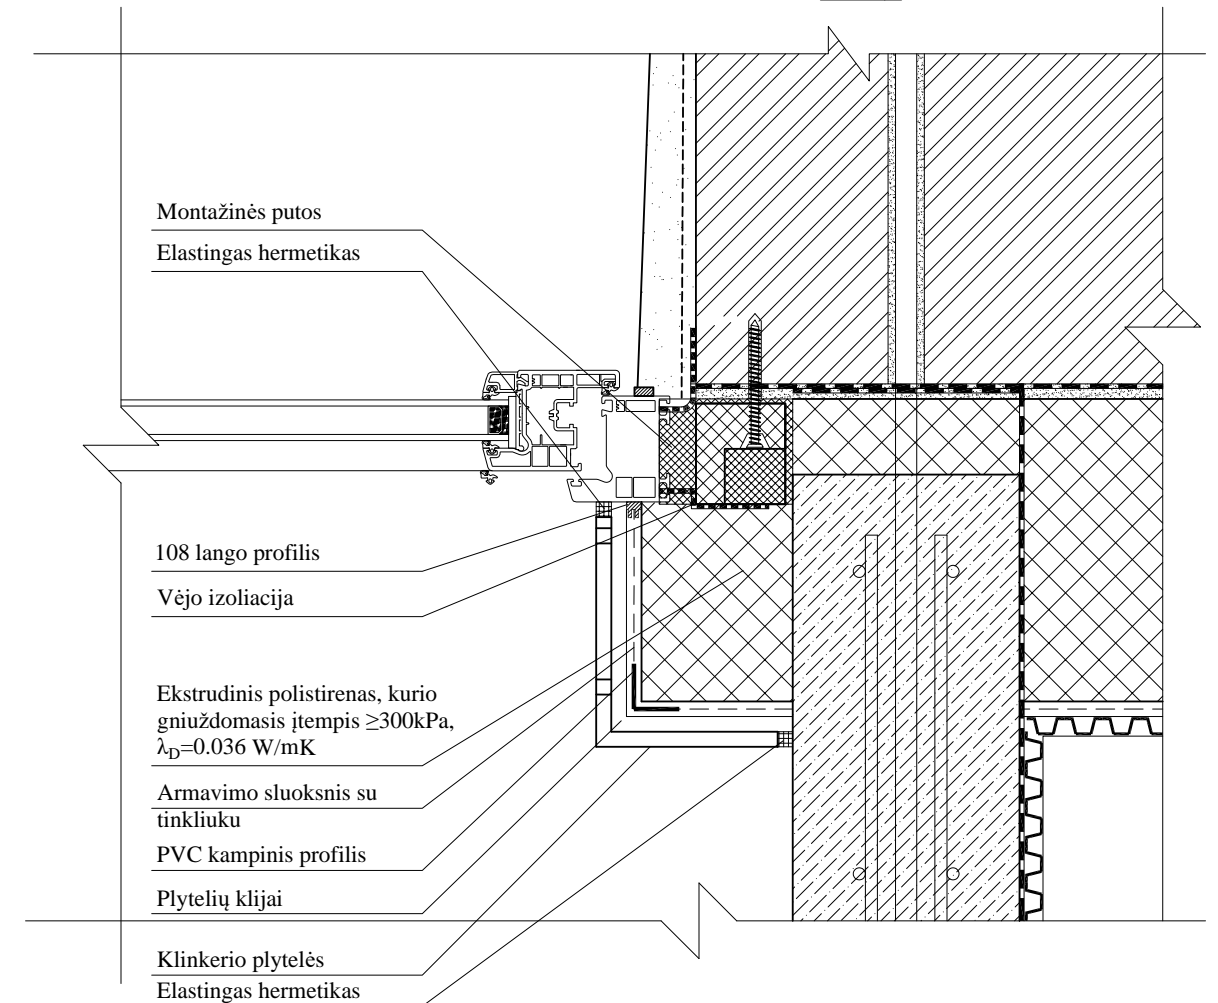 Montažinės putos
Elastingas hermetikas
108 lango profilis
Vėjo izoliacija
Ekstrudinis polistirenas, kurio
gniuždomasis įtempis ≥300kPa,
λD=0.036 W/mK
Armavimo sluoksnis su
tinkliuku
PVC kampinis profilis
Plytelių klijai
Klinkerio plytelės
Elastingas hermetikas